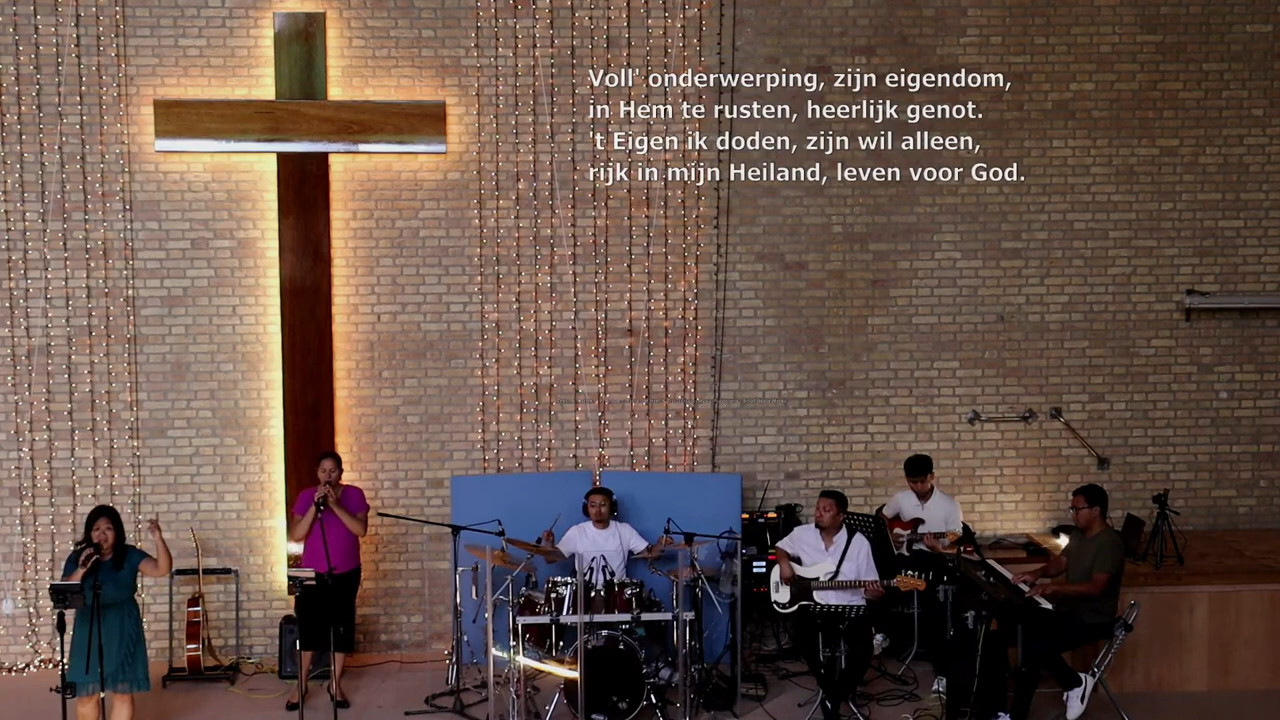 Voll' onderwerping, zijn eigendom,
in Hem te rusten, heerlijk genot.
't Eigen ik doden, zijn wil alleen,
rijk in mijn Heiland, leven voor God.